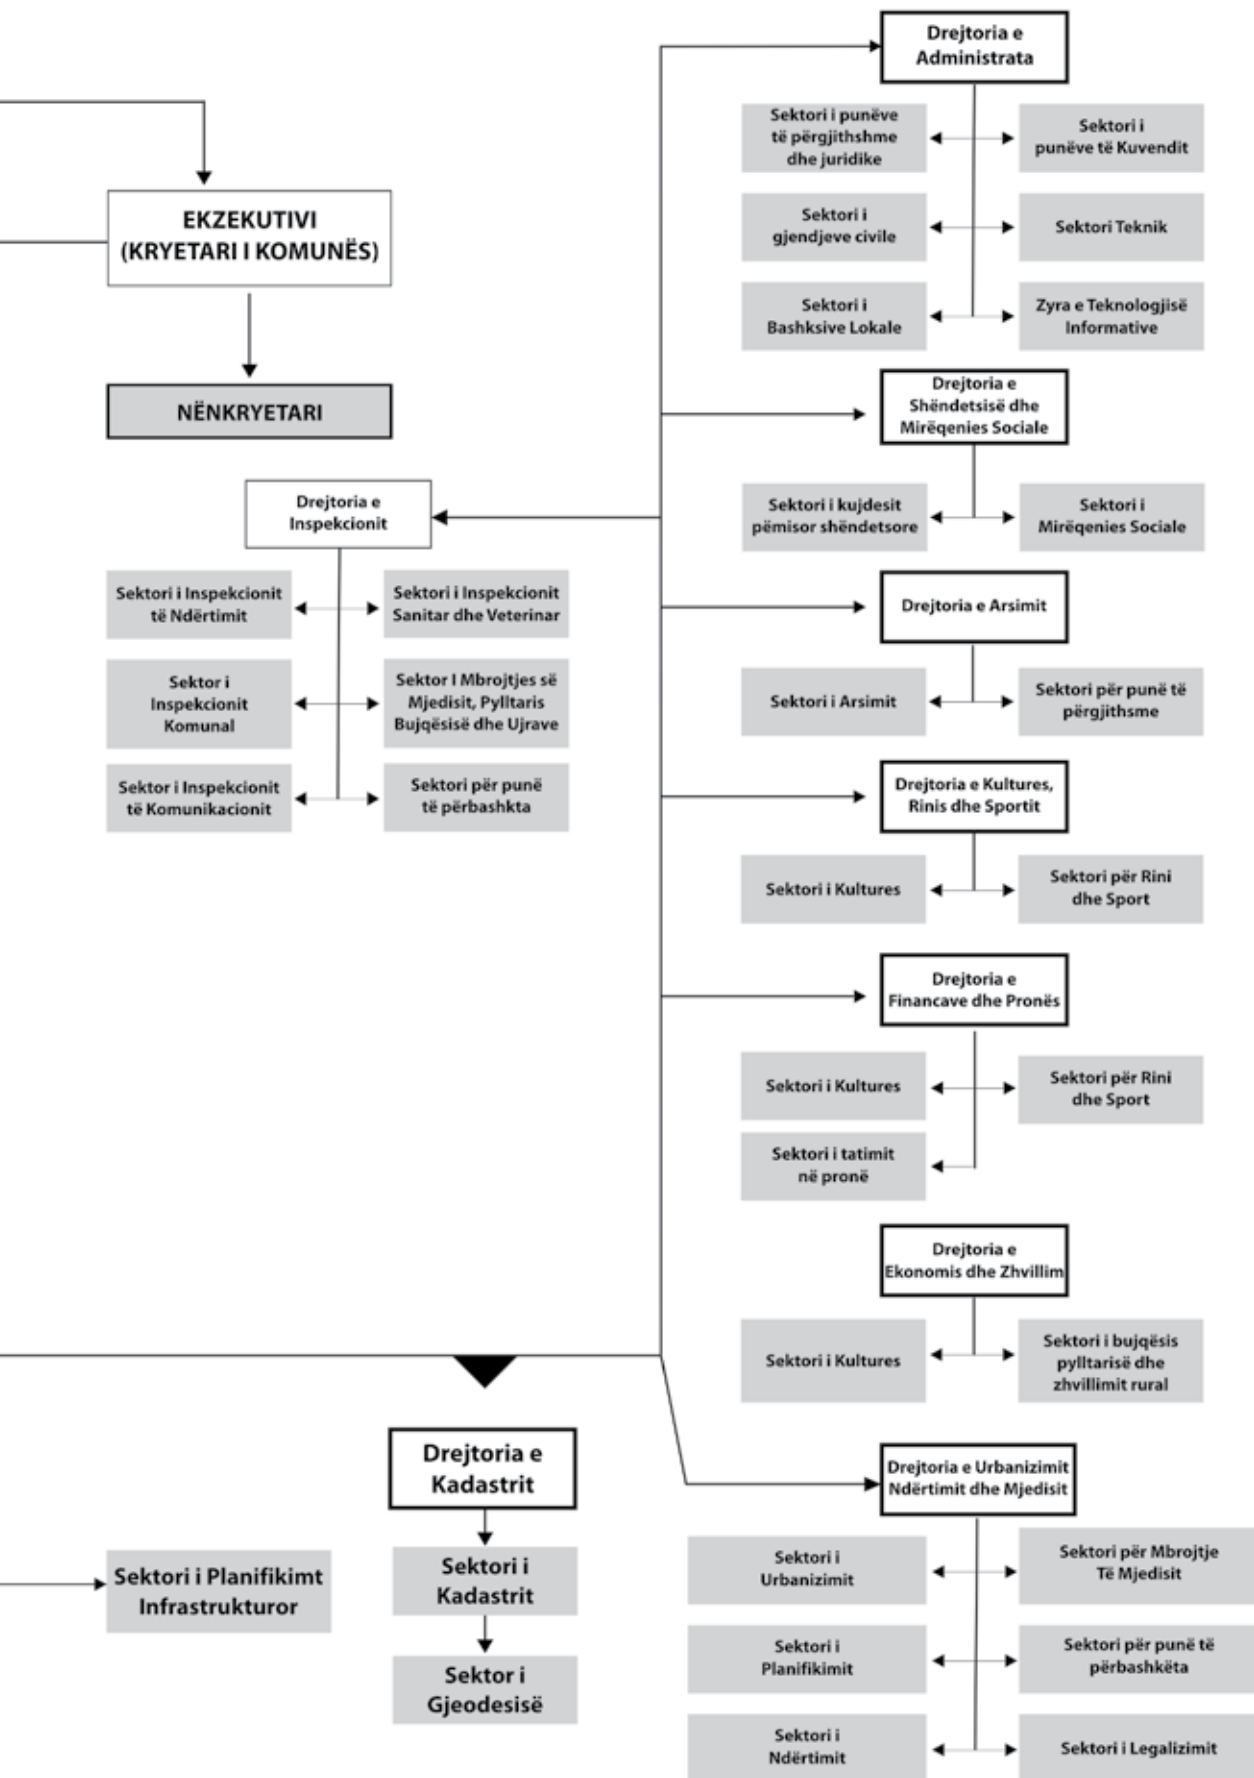 EKZEKUTIVI
(KRYETARI I KOMUNËS)
NËNKRYETARI
Drejtoria e
Inspekcionit
Sektori i Inspekcionit
të Ndërtimit
Sektori i Inspekcionit
Sanitar dhe Veterinar
Sektor i
Inspekcionit
Komunal
Sektor I Mbrojtjes së
Mjedisit, Pylltaris
Bujqësisë dhe Ujrave
Sektor i Inspekcionit
të Komunikacionit
Sektori për punë
të përbashkta
Drejtoria e
Administrata
Sektori i punëve
të përgjithshme
dhe juridike
Sektori i
punëve të Kuvendit
Sektori i
gjendjeve civile
Sektori Teknik
Sektori i
Bashksive Lokale
Zyra e Teknologjisë
Informative
Drejtoria e
Shëndetsisë dhe
Mirëqenies Sociale
Sektori i kujdesit
pëmisor shëndetsore
Sektori i
Mirëqenies Sociale
Drejtoria e Arsimit
Sektori i Arsimit
Sektori për punë të
përgjithsme
Drejtoria e Kultures,
Rinis dhe Sportit
Sektori i Kultures
Sektori për Rini
dhe Sport
Drejtoria e
Financave dhe Pronës
Sektori i Kultures
Sektori për Rini
dhe Sport
Sektori i tatimit
në pronë
Drejtoria e
Ekonomis dhe Zhvillim
Sektori i Kultures
Sektori i bujqësis
pylltarisë dhe
zhvillimit rural
Drejtoria e Urbanizimit
Ndërtimit dhe Mjedisit
Sektori i
Urbanizimit
Sektori për Mbrojtje
Të Mjedisit
Sektori i
Planifikimit
Sektori për punë të
përbashkëta
Sektori i
Ndërtimit
Sektori i Legalizimit
Drejtoria e
Kadastrit
Sektori i
Kadastrit
Sektor i
Gjeodesisë
Sektori i Planifikimt
Infrastrukturor